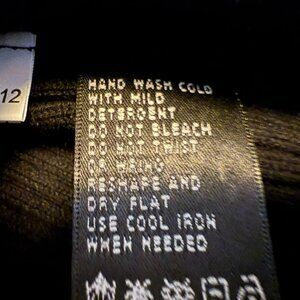 12
HAND WASH COLD
WITH MILD
DETERGENT
DO NOT BLEACH
DO NOT TWIST
OR WRING
RESHAPE AND
DRY FLAT
USE COOL IRON
WHEN NEEDED